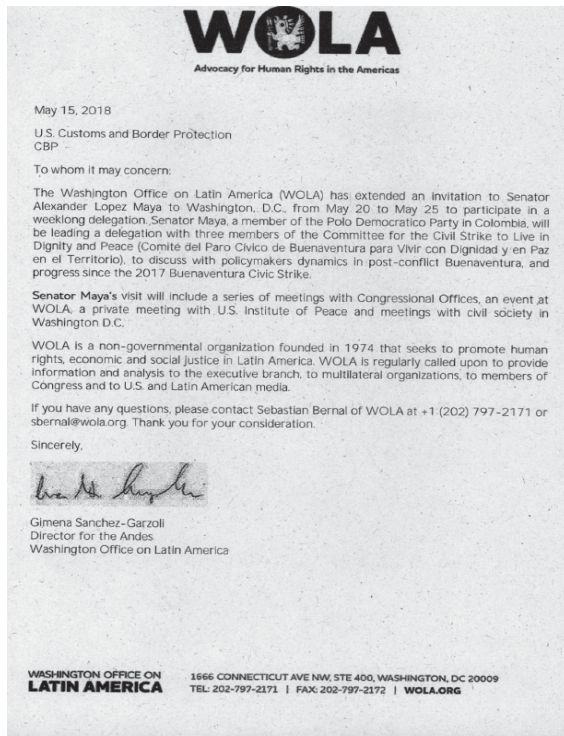 WOLA
Advocacy for Human Rights in the Americas
May 15, 2018
U.S. Customs and Border Protection
CBP
To whom it may concern:
The Washington Office on Latin America (WOLA) has extended an invitation to Senator
Alexander Lopez Maya to Washington, D.C., from May 20 to May 25 to participate in a
weeklong delegation. Senator Maya, a member of the Polo Democratico Party in Colombia, will
be leading a delegation with three members of the Committee for the Civil Strike to Live in
Dignity and Peace (Comité del Paro Cívico de Buenaventura para Vivir con Dignidad y en Paz
en el Territorio), to discuss with policymakers dynamics in post-conflict Buenaventura, and
progress since the 2017 Buenaventura Civic Strike.
Senator Maya's visit will include a series of meetings with Congressional Offices, an event at
WOLA, a private meeting with U.S. Institute of Peace and meetings with civil society in
Washington D.C.
WOLA is a non-governmental organization founded in 1974 that seeks to promote human
rights, economic and social justice in Latin America. WOLA is regularly called upon to provide
information and analysis to the executive branch, to multilateral organizations, to members of
Congress and to U.S. and Latin American media.
If you have any questions, please contact Sebastian Bernal of WOLA at +1 (202) 797-2171 or
sbernal@wola.org. Thank you for your consideration.
Sincerely,
Gimena Sanchez-Garzoli
Director for the Andes
Washington Office on Latin America
WASHINGTON OFFICE ON
LATIN AMERICA
1666 CONNECTICUT AVE NW, STE 400, WASHINGTON, DC 20009
TEL: 202-797-2171 | FAX: 202-797-2172 | WOLA.ORG